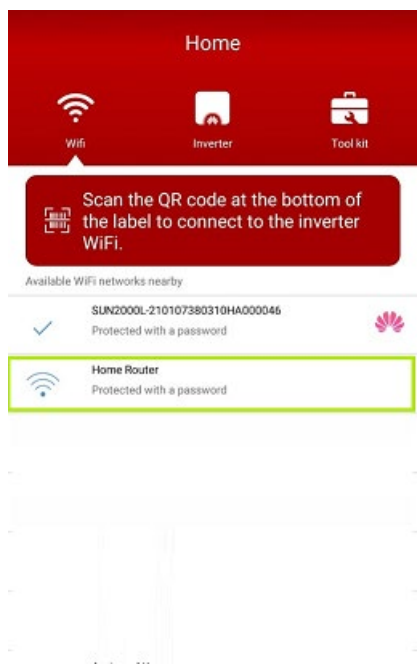 Home
Wifi
Inverter
Tool kit
Scan the QR code at the bottom of
the label to connect to the inverter
WiFi.
Available WiFi networks nearby
SUN2000L-210107380310HA000046
Protected with a password
Home Router
Protected with a password